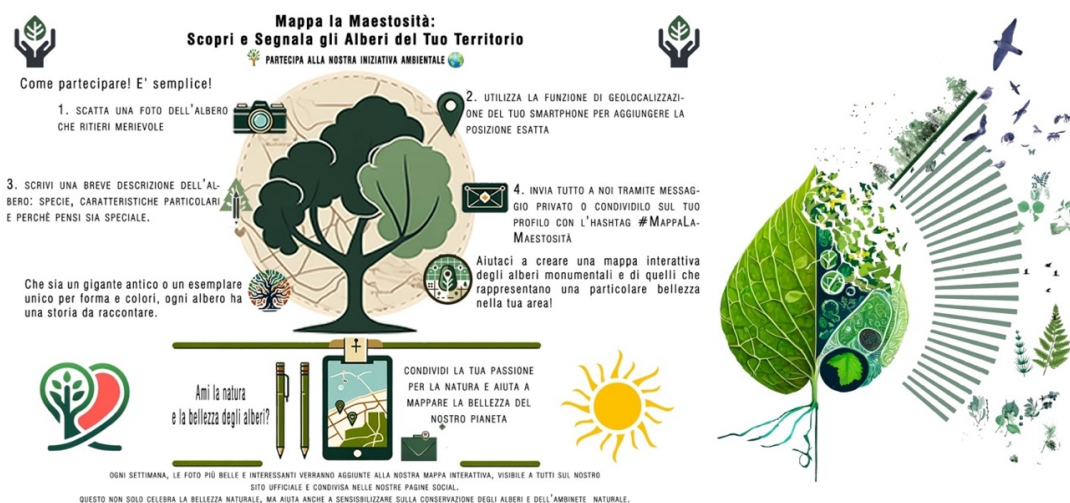 Mappa la Maestosità:
Scopri e Segnala gli Alberi del Tuo Territorio
PARTECIPA ALLA NOSTRA INIZIATIVA AMBIENTALE
Come partecipare! E' semplice!
1. SCATTA UNA FOTO DELL'ALBERO
CHE RITIERI MERIEVOLE
2. UTILIZZA LA FUNZIONE DI GEOLOCALIZZAZI-
ONE DEL TUO SMARTPHONE PER AGGIUNGERE LA
POSIZIONE ESATTA
3. SCRIVI UNA BREVE DESCRIZIONE DELL'AL-
BERO: SPECIE, CARATTERISTICHE PARTICOLARI
E PERCHÈ PENSI SIA SPECIALE.
4. INVIA TUTTO A NOI TRAMITE MESSAG-
GIO PRIVATO O CONDIVIDILO SUL TUO
PROFILO CON L'HASHTAG #MAPPALA-
MAESTOSITÀ
Che sia un gigante antico o un esemplare
unico per forma e colori, ogni albero ha
una storia da raccontare.
Aiutaci a creare una mappa interattiva
degli alberi monumentali e di quelli che
rappresentano una particolare bellezza
nella tua area!
Ami la natura
e la bellezza degli alberi?
CONDIVIDI LA TUA PASSIONE
PER LA NATURA E AIUTA A
MAPPARE LA BELLEZZA DEL
NOSTRO PIANETA
OGNI SETTIMANA, LE FOTO PIÙ BELLE E INTERESSANTI VERRANNO AGGIUNTE ALLA NOSTRA MAPPA INTERATTIVA, VISIBILE A TUTTI SUL NOSTRO
SITO UFFICIALE E CONDIVISA NELLE NOSTRE PAGINE SOCIAL.
QUESTO NON SOLO CELEBRA LA BELLEZZA NATURALE, MA AIUTA ANCHE A SENSISBILIZZARE SULLA CONSERVAZIONE DEGLI ALBERI E DELL'AMBINETE NATURALE.